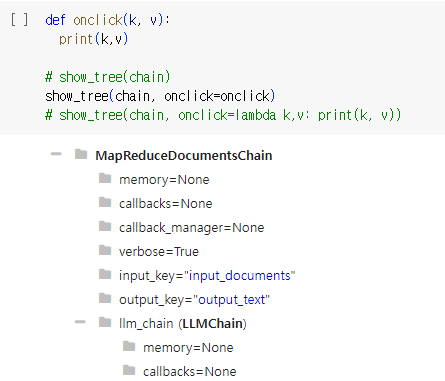 [ ] def onclick(k, v):
print(k,v)
# show_tree(chain)
show_tree(chain, onclick=onclick)
# show_tree(chain, onclick=lambda k,v: print(k, v))
MapReduceDocumentsChain
memory=None
callbacks=None
callback_manager=None
verbose=True
input_key="input_documents"
output_key="output_text"
llm_chain (LLMChain)
memory=None
callbacks=None